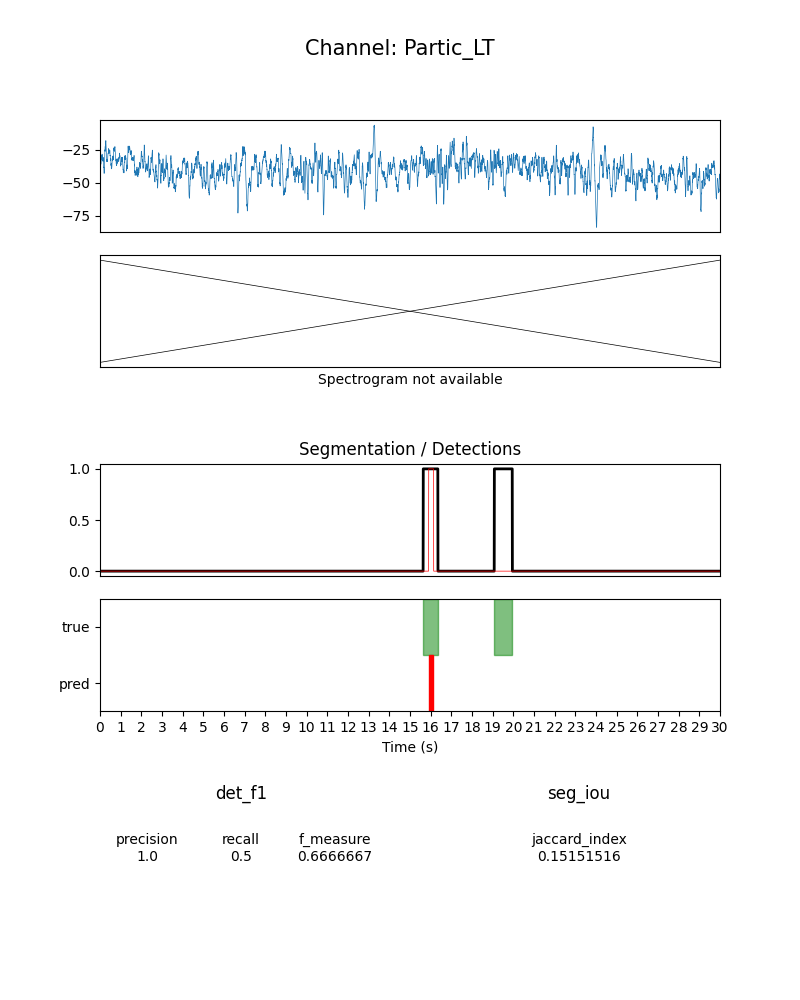 Channel: Partic_LT
−25
−50
−75
Spectrogram not available
Segmentation / Detections
1.0
0.5
0.0
true
pred
0 1 2 3 4 5 6 7 8 9 10 11 12 13 14 15 16 17 18 19 20 21 22 23 24 25 26 27 28 29 30
Time (s)
det_f1 seg_iou
precision recall f_measure jaccard_index
1.0 0.5 0.6666667 0.15151516